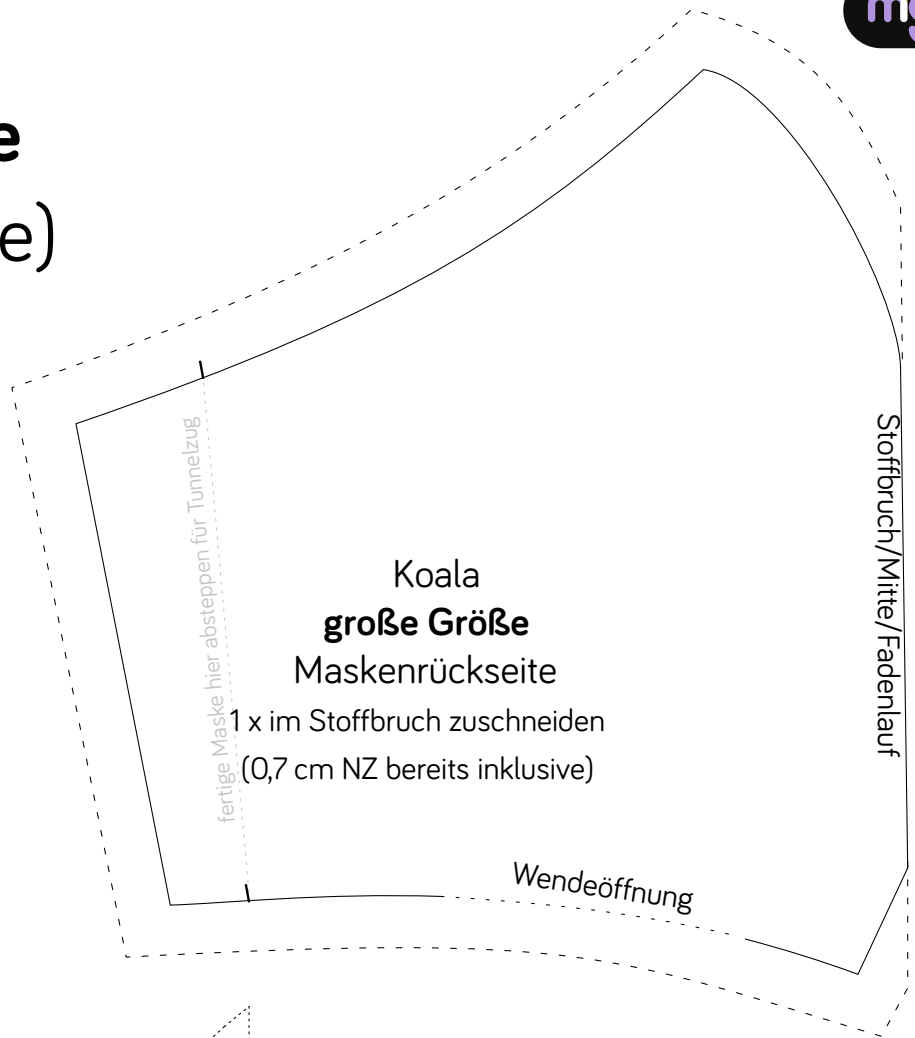 e)
Stoffbruch/Mitte/Fadenlauf
fertige Maske hier absteppen für Tunnelzug
Koala
große Größe
Maskenrückseite
1 x im Stoffbruch zuschneiden
(0,7 cm NZ bereits inklusive)
Wendeöffnung